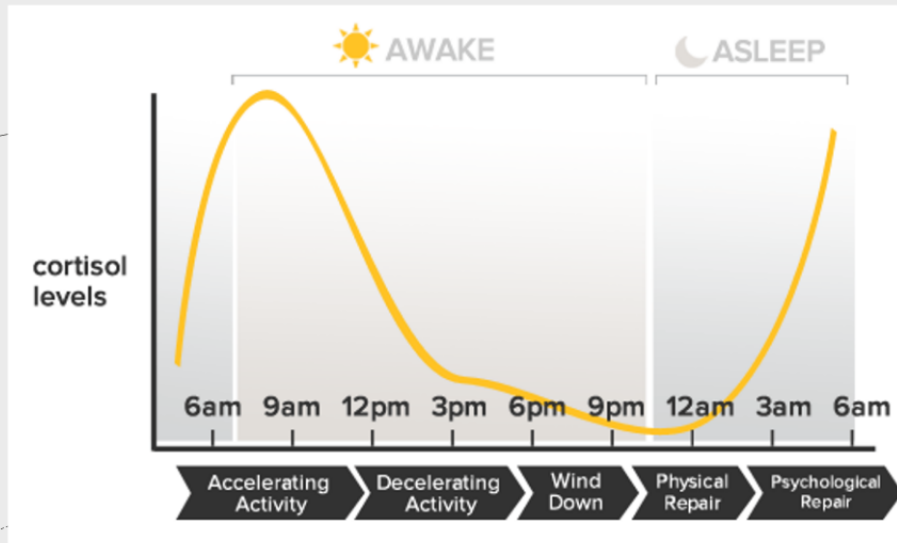 AWAKE
ASLEEP
cortisol
levels
6am 9am 12pm 3pm 6pm 9pm 12am 3am 6am
Accelerating
Activity
Decelerating
Activity
Wind
Down
Physical
Repair
Psychological
Repair